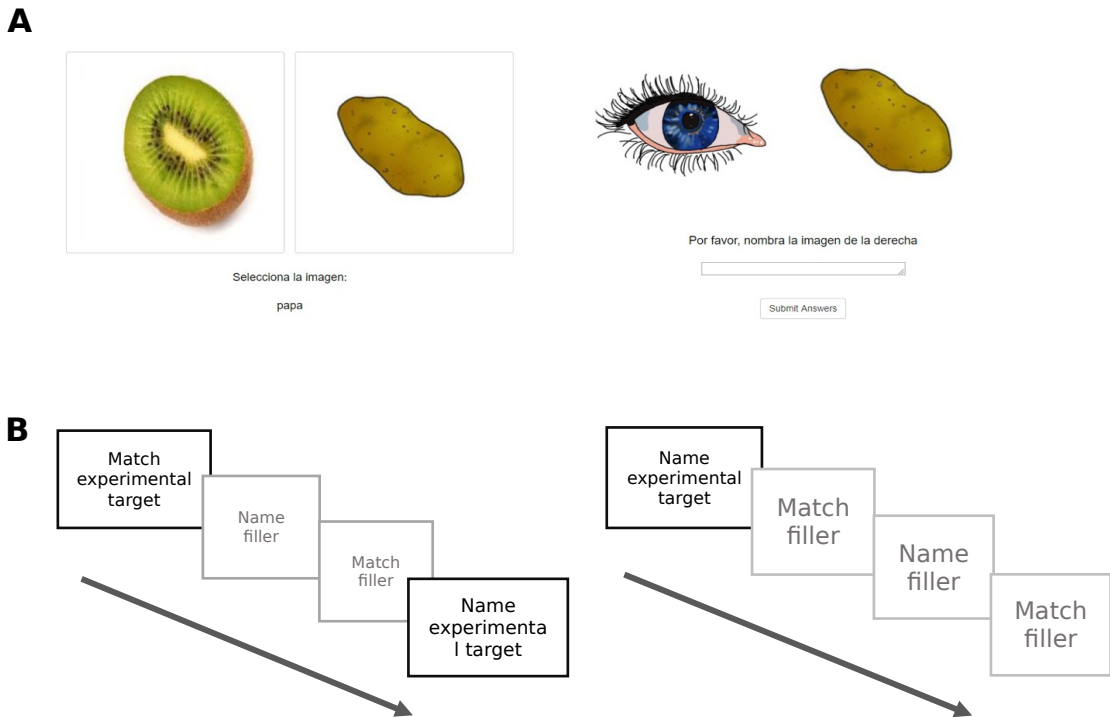 A
Selecciona la imagen:
papa
Por favor, nombra la imagen de la derecha
Submit Answers
B
Match
experimental
target
Name
filler
Match
filler
Name
experimenta
l target
Name
experimental
target
Match
filler
Name
filler
Match
filler